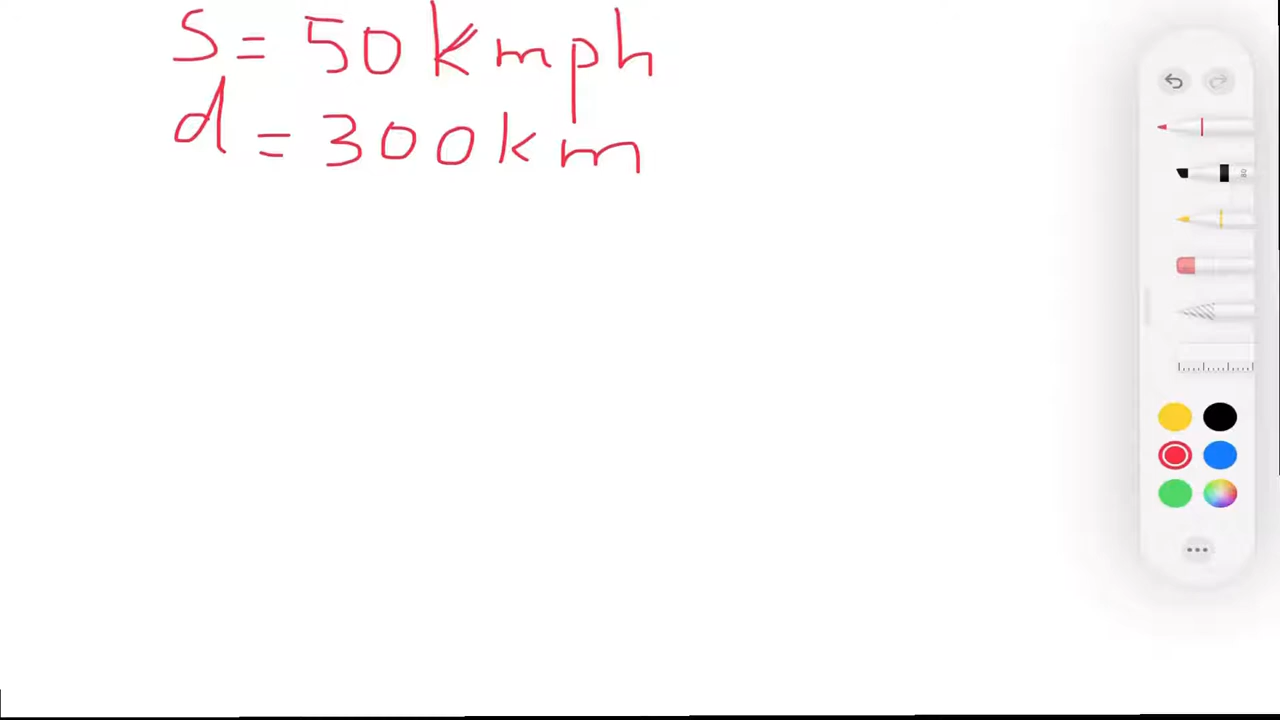 s = 50 kmph
d = 300 km